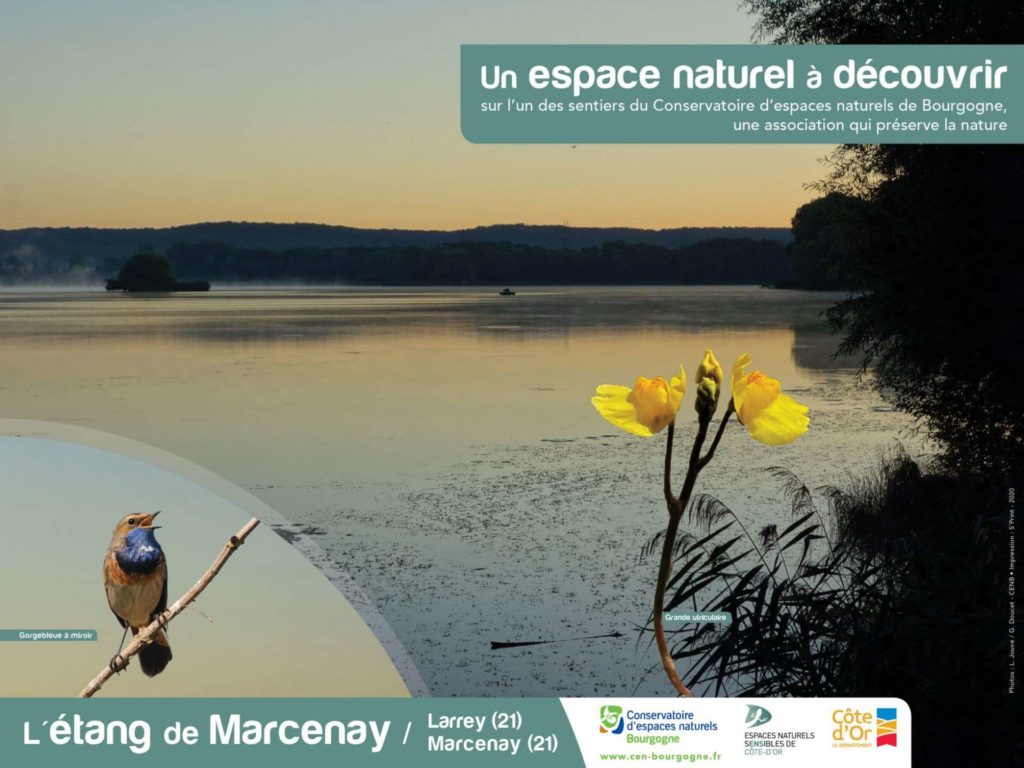 Un espace naturel à découvrir
sur l'un des sentiers du Conservatoire d'espaces naturels de Bourgogne,
une association qui préserve la nature
Gorgebleue à miroir
Grande utriculaire
Photos : L. Jouve / G. Doucet - CENB • Impression : S'Print - 2020
L'étang de Marcenay /
Larrey (21)
Marcenay (21)
Conservatoire
d'espaces naturels
Bourgogne
www.cen-bourgogne.fr
ESPACES NATURELS
SENSIBLES DE
CÔTE-D'OR
Côte
d'Or
LE DÉPARTEMENT